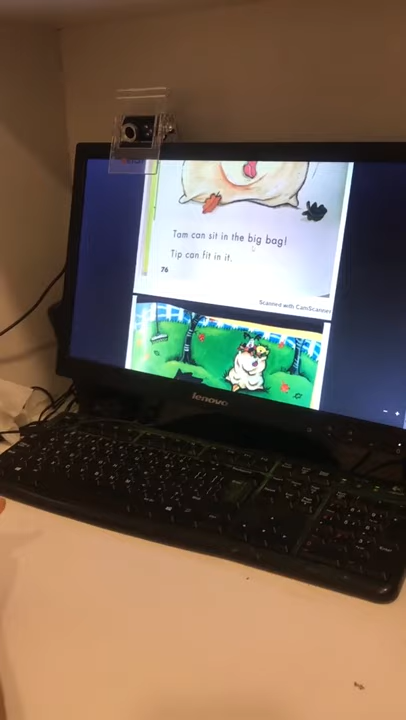 Tam can sit in the big bag!
Tip can fit in it.
76
Scanned with CamScanner
lenovo